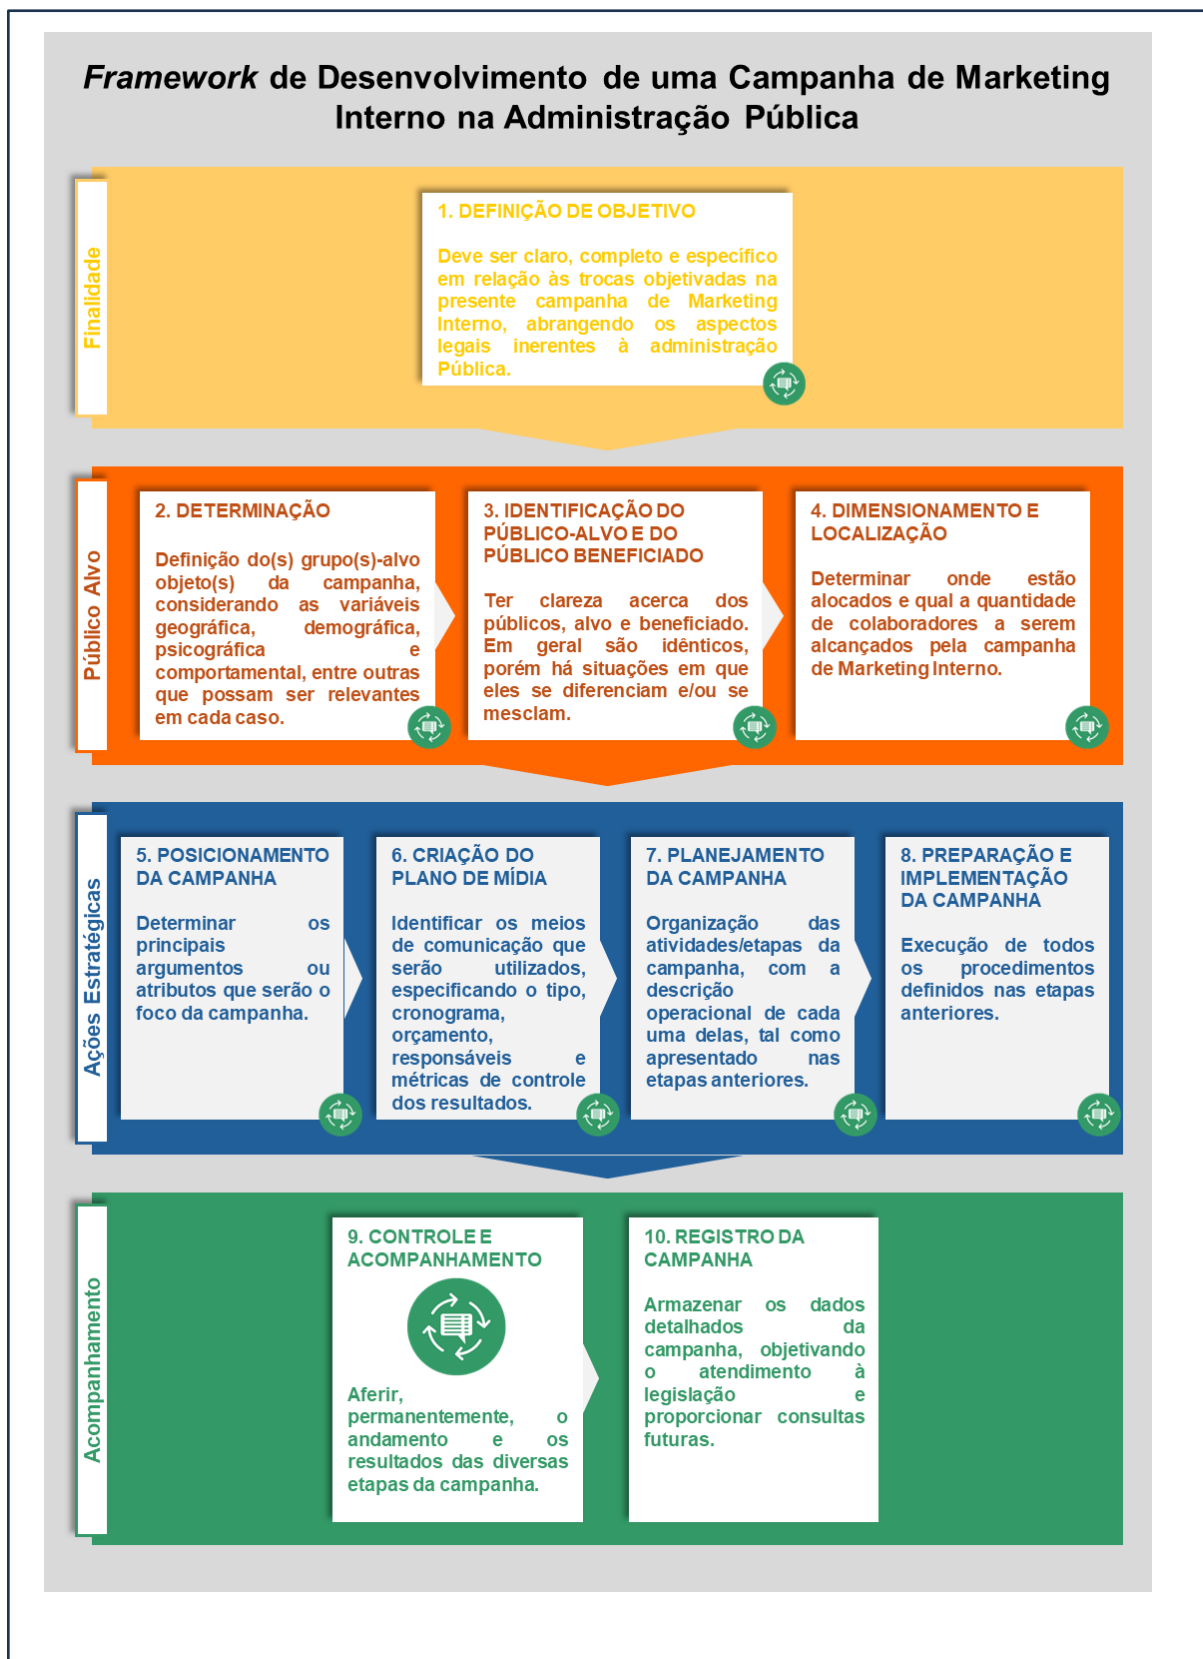 Framework de Desenvolvimento de uma Campanha de Marketing
Interno na Administração Pública
Finalidade
1. DEFINIÇÃO DE OBJETIVO
Deve ser claro, completo e específico
em relação às trocas objetivadas na
presente campanha de Marketing
Interno, abrangendo os aspectos
legais inerentes à administração
Pública.
Público Alvo
2. DETERMINAÇÃO
Definição do(s) grupo(s)-alvo
objeto(s) da campanha,
considerando as variáveis
geográfica, demográfica,
psicográfica e
comportamental, entre outras
que possam ser relevantes
em cada caso.
3. IDENTIFICAÇÃO DO
PÚBLICO-ALVO E DO
PÚBLICO BENEFICIADO
Ter clareza acerca dos
públicos, alvo e beneficiado.
Em geral são idênticos,
porém há situações em que
eles se diferenciam e/ou se
mesclam.
4. DIMENSIONAMENTO E
LOCALIZAÇÃO
Determinar onde estão
alocados e qual a quantidade
de colaboradores a serem
alcançados pela campanha
de Marketing Interno.
Ações Estratégicas
5. POSICIONAMENTO
DA CAMPANHA
Determinar os
principais
argumentos ou
atributos que serão o
foco da campanha.
6. CRIAÇÃO DO
PLANO DE MÍDIA
Identificar os meios
de comunicação que
serão utilizados,
especificando o tipo,
cronograma,
orçamento,
responsáveis e
métricas de controle
dos resultados.
7. PLANEJAMENTO
DA CAMPANHA
Organização das
atividades/etapas da
campanha, com a
descrição
operacional de cada
uma delas, tal como
apresentado nas
etapas anteriores.
8. PREPARAÇÃO E
IMPLEMENTAÇÃO
DA CAMPANHA
Execução de todos
os procedimentos
definidos nas etapas
anteriores.
Acompanhamento
9. CONTROLE E
ACOMPANHAMENTO
Aferir,
permanentemente, o
andamento e os
resultados das diversas
etapas da campanha.
10. REGISTRO DA
CAMPANHA
Armazenar os dados
detalhados da
campanha, objetivando
o atendimento à
legislação e
proporcionar consultas
futuras.